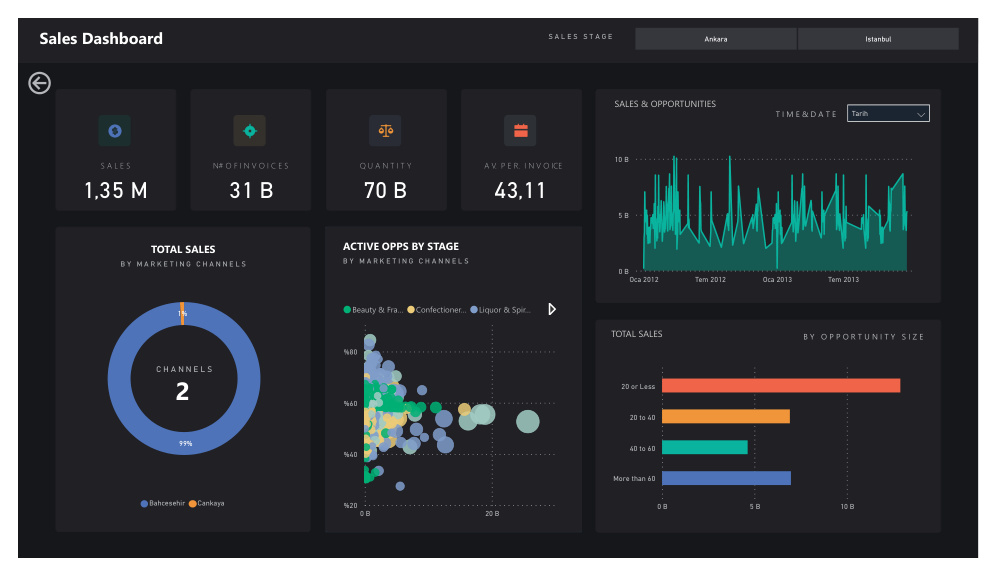 Sales Dashboard
SALES STAGE
Ankara
Istanbul
SALES
1,35 M
N# OF INVOICES
31 B
QUANTITY
70 B
AV. PER. INVOICE
43,11
SALES & OPPORTUNITIES
TIME&DATE
Tarih
10 B
5 B
0 B
Oca 2012
Tem 2012
Oca 2013
Tem 2013
TOTAL SALES
BY MARKETING CHANNELS
1%
CHANNELS
2
99%
Bahcesehir
Cankaya
ACTIVE OPPS BY STAGE
BY MARKETING CHANNELS
Beauty & Fra...
Confectioner...
Liquor & Spir...
%80
%60
%40
%20
0 B
20 B
TOTAL SALES
BY OPPORTUNITY SIZE
20 or Less
20 to 40
40 to 60
More than 60
0 B
5 B
10 B